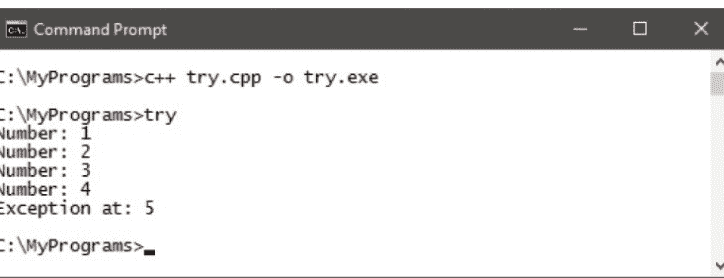 Command Prompt
C:\MyPrograms>c++ try.cpp -o try.exe
C:\MyPrograms>try
Number: 1
Number: 2
Number: 3
Number: 4
Exception at: 5
C:\MyPrograms>